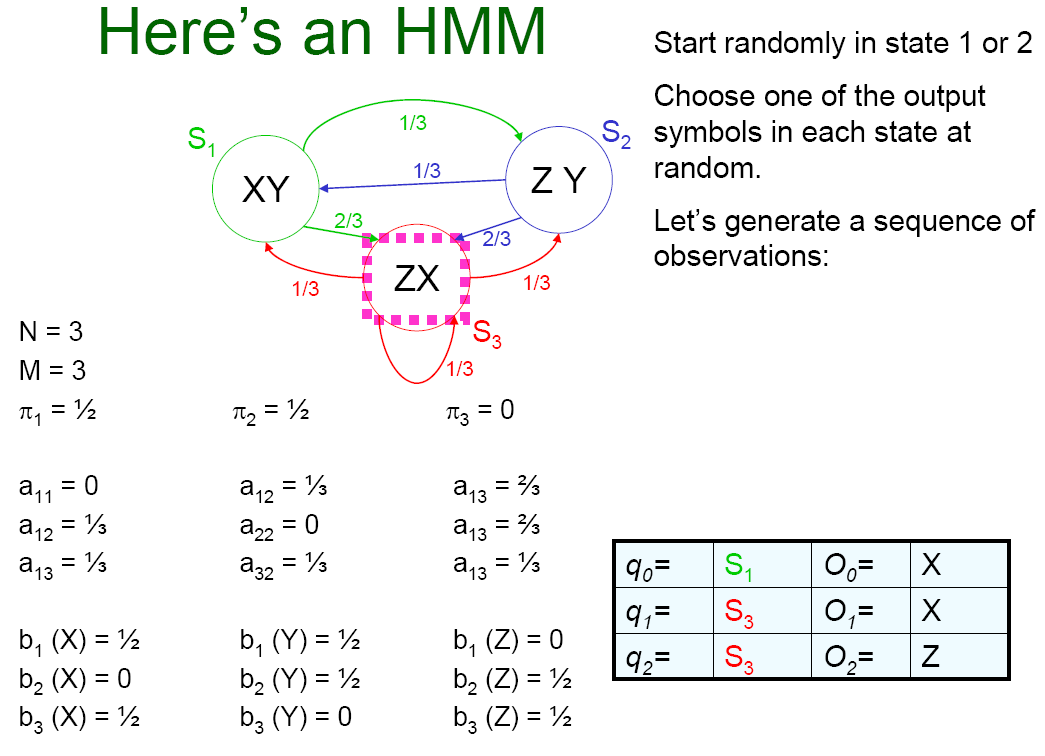 Here's an HMM
Start randomly in state 1 or 2
Choose one of the output
symbols in each state at
random.
Let's generate a sequence of
observations:
S1
1/3
S2
XY
1/3
Z Y
2/3
2/3
ZX
1/3
1/3
S3
1/3
N = 3
M = 3
π1 = ½ π2 = ½ π3 = 0
a11 = 0 a12 = ⅓ a13 = ⅔
a12 = ⅓ a22 = 0 a13 = ⅔
a13 = ⅓ a32 = ⅓ a13 = ⅓
b1 (X) = ½ b1 (Y) = ½ b1 (Z) = 0
b2 (X) = 0 b2 (Y) = ½ b2 (Z) = ½
b3 (X) = ½ b3 (Y) = 0 b3 (Z) = ½
q0= S1 O0= X
q1= S3 O1= X
q2= S3 O2= Z